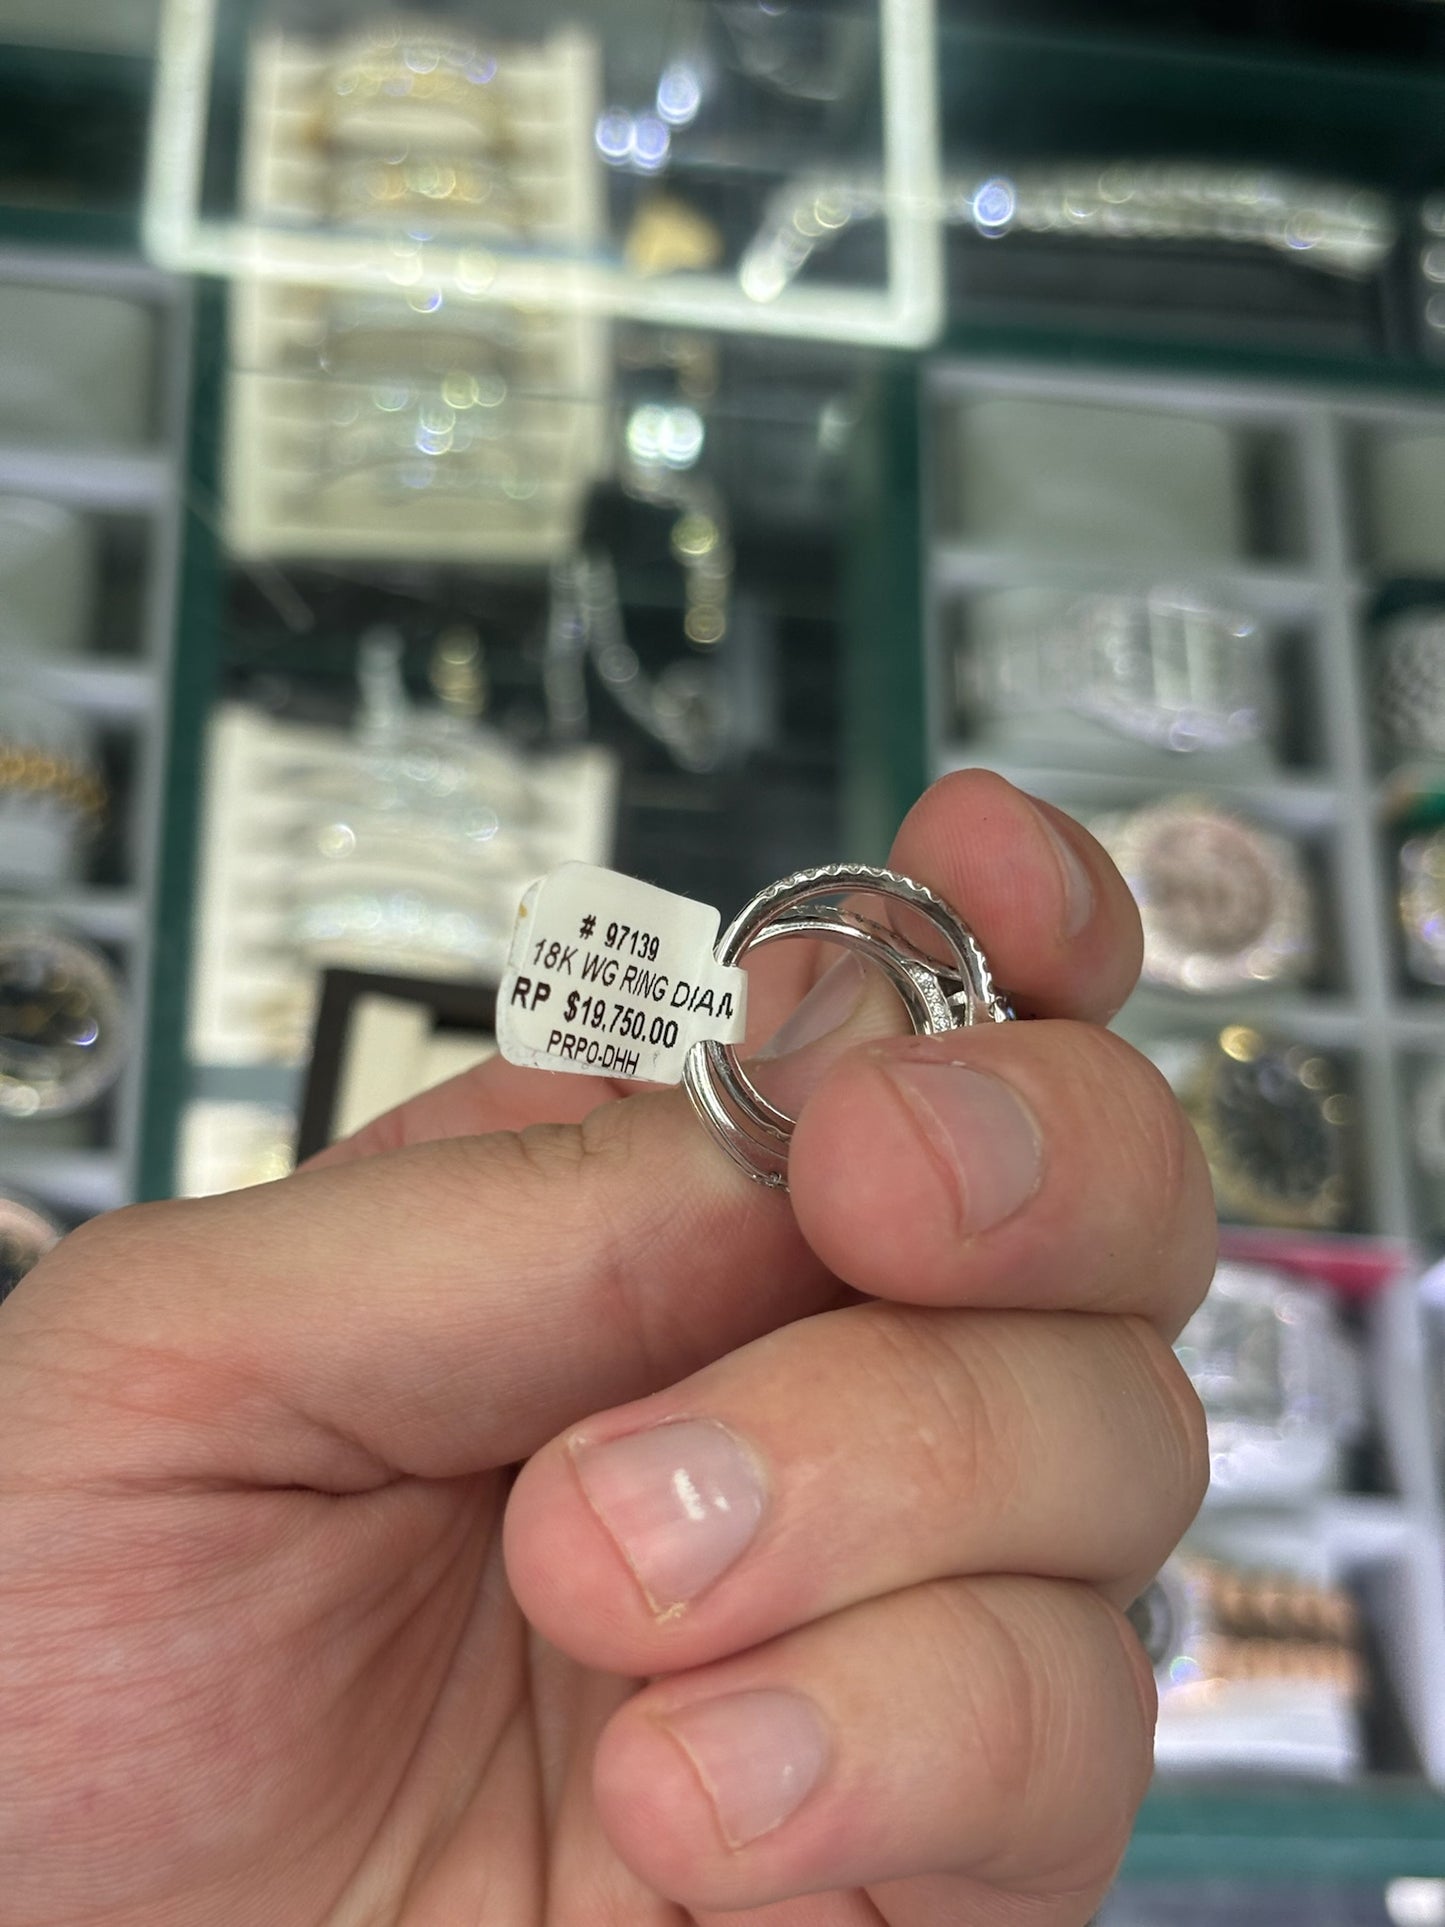 # 97139
18K WG RING DIAM
RP $19,750.00
PRPO-DHH